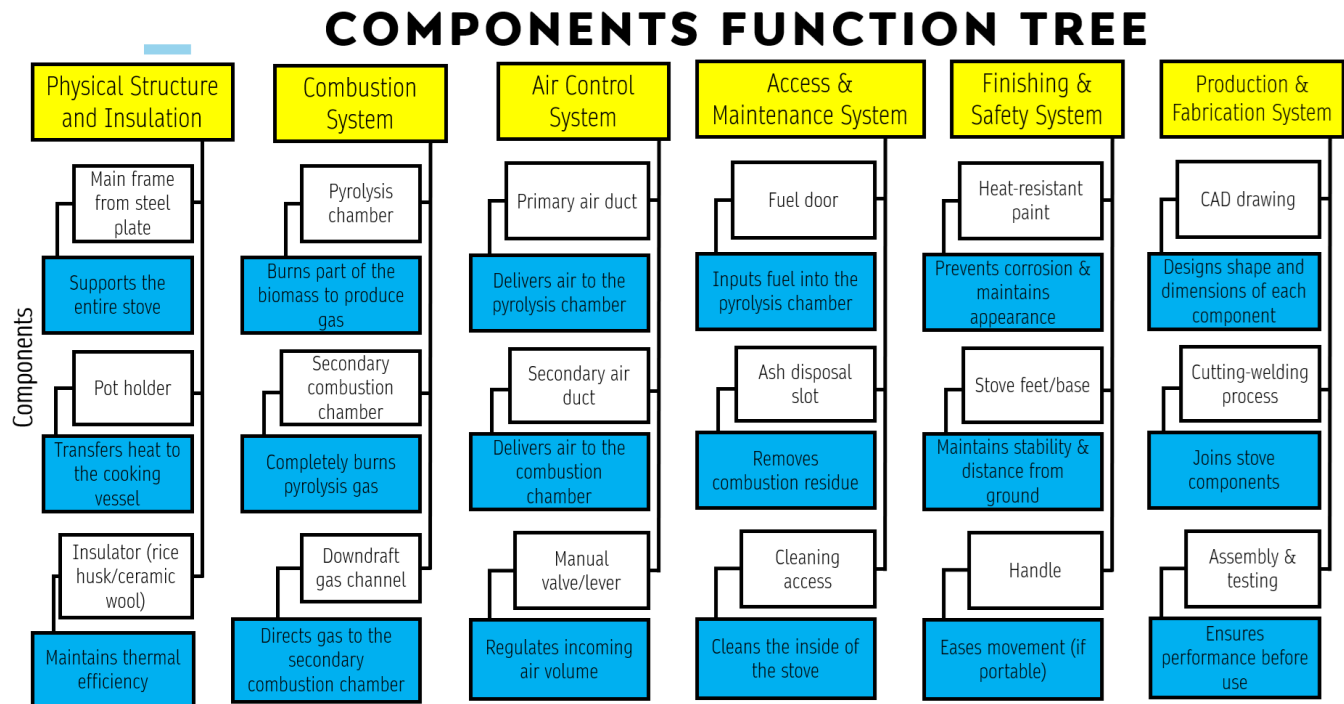 COMPONENTS FUNCTION TREE
Components
Physical Structure
and Insulation
Main frame
from steel
plate
Supports the
entire stove
Pot holder
Transfers heat to
the cooking
vessel
Insulator (rice
husk/ceramic
wool)
Maintains thermal
efficiency
Combustion
System
Pyrolysis
chamber
Burns part of the
biomass to produce
gas
Secondary
combustion
chamber
Completely burns
pyrolysis gas
Downdraft
gas channel
Directs gas to the
secondary
combustion chamber
Air Control
System
Primary air duct
Delivers air to the
pyrolysis chamber
Secondary air
duct
Delivers air to the
combustion
chamber
Manual
valve/lever
Regulates incoming
air volume
Access &
Maintenance System
Fuel door
Inputs fuel into the
pyrolysis chamber
Ash disposal
slot
Removes
combustion residue
Cleaning
access
Cleans the inside of
the stove
Finishing &
Safety System
Heat-resistant
paint
Prevents corrosion &
maintains
appearance
Stove feet/base
Maintains stability &
distance from
ground
Handle
Eases movement (if
portable)
Production &
Fabrication System
CAD drawing
Designs shape and
dimensions of each
component
Cutting-welding
process
Joins stove
components
Assembly &
testing
Ensures
performance before
use